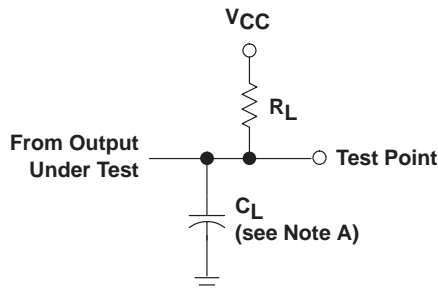 VCC
RL
From Output
Under Test
Test Point
CL
(see Note A)